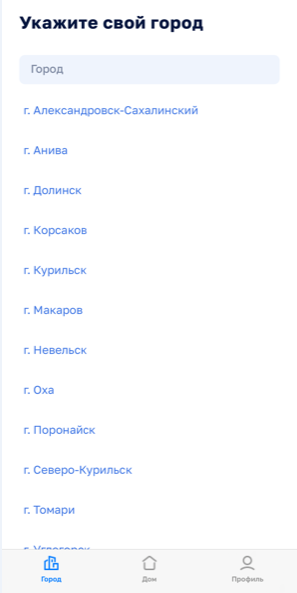 Укажите свой город
Город
г. Александровск-Сахалинский
г. Анива
г. Долинск
г. Корсаков
г. Курильск
г. Макаров
г. Невельск
г. Оха
г. Поронайск
г. Северо-Курильск
г. Томари
г. Углегорск
Город
Дом
Профиль